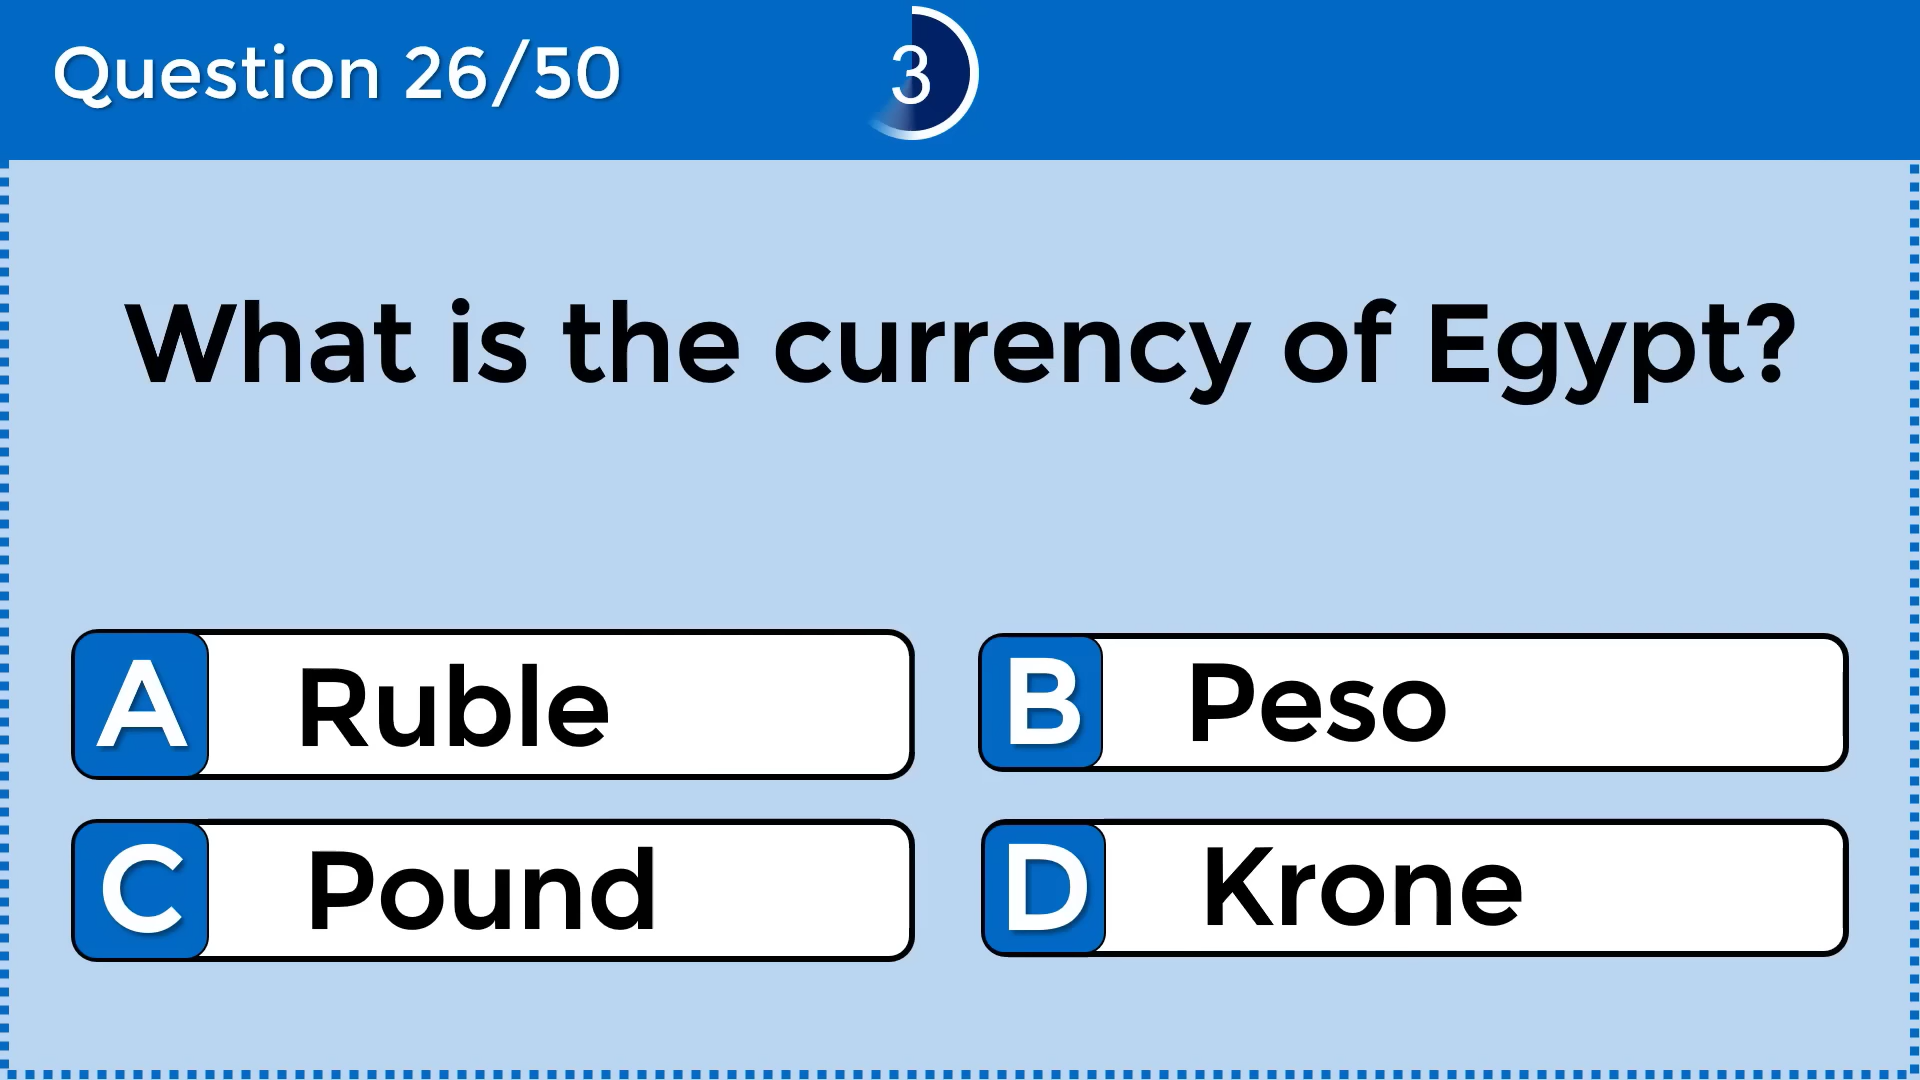 Question 26/50
3
What is the currency of Egypt?
A Ruble
B Peso
C Pound
D Krone